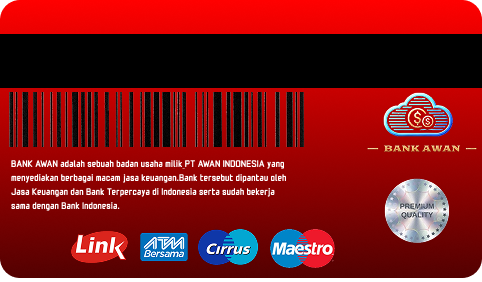 BANK AWAN
BANK AWAN adalah sebuah badan usaha milik PT AWAN INDONESIA yang
menyediakan berbagai macam jasa keuangan.Bank tersebut dipantau oleh
Jasa Keuangan dan Bank Terpercaya di Indonesia serta sudah bekerja
sama dengan Bank Indonesia.
PREMIUM
QUALITY
Link
ATM
Bersama
Cirrus
Maestro